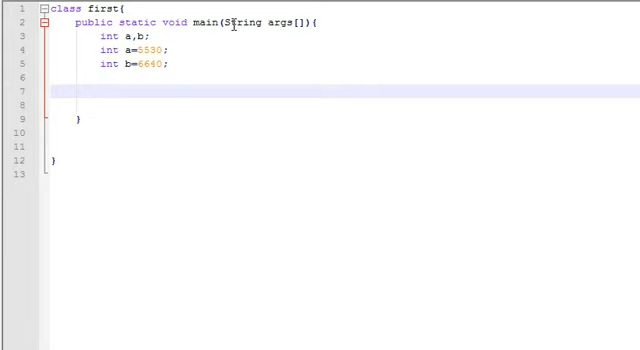 1 class first{
2 public static void main(String args[]){
3 int a,b;
4 int a=5530;
5 int b=6640;
6
7
8
9 }
10
11
12 }
13